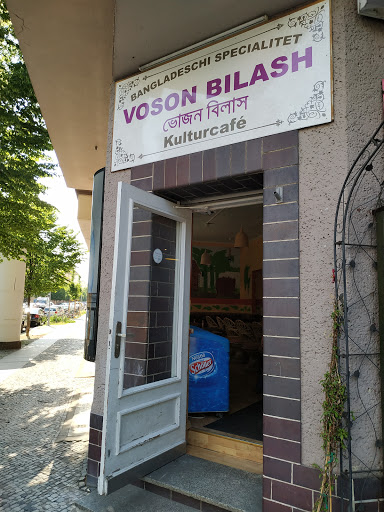 BANGLADESCHI SPECIALITET
VOSON BILASH
ভোজন বিলাস
Kulturcafé
Schöller